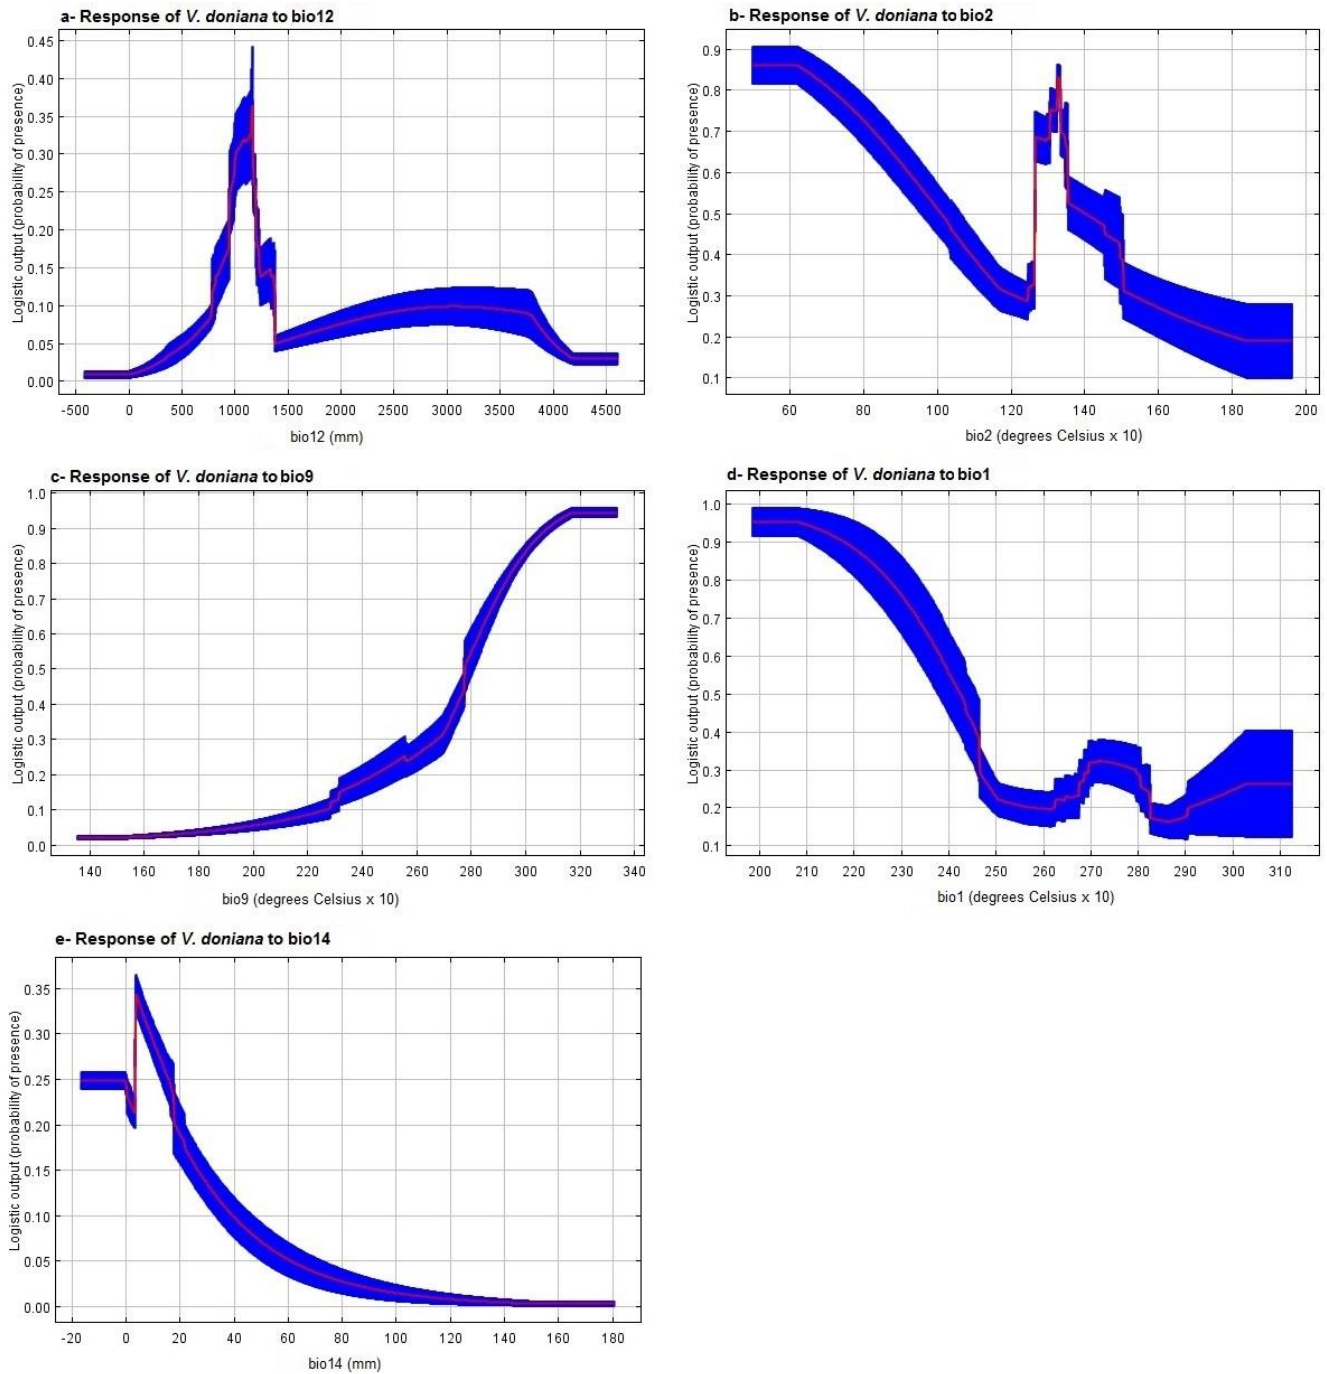 a- Response of V. doniana to bio12
0.45
0.40
0.35
0.30
0.25
0.20
0.15
0.10
0.05
0.00
Logistic output (probability of presence)
-500 0 500 1000 1500 2000 2500 3000 3500 4000 4500
bio12 (mm)
b- Response of V. doniana to bio2
0.9
0.8
0.7
0.6
0.5
0.4
0.3
0.2
0.1
Logistic output (probability of presence)
60 80 100 120 140 160 180 200
bio2 (degrees Celsius x 10)
c- Response of V. doniana to bio9
1.0
0.9
0.8
0.7
0.6
0.5
0.4
0.3
0.2
0.1
0.0
Logistic output (probability of presence)
140 160 180 200 220 240 260 280 300 320 340
bio9 (degrees Celsius x 10)
d- Response of V. doniana to bio1
1.0
0.9
0.8
0.7
0.6
0.5
0.4
0.3
0.2
0.1
Logistic output (probability of presence)
200 210 220 230 240 250 260 270 280 290 300 310
bio1 (degrees Celsius x 10)
e- Response of V. doniana to bio14
0.35
0.30
0.25
0.20
0.15
0.10
0.05
0.00
Logistic output (probability of presence)
-20 0 20 40 60 80 100 120 140 160 180
bio14 (mm)